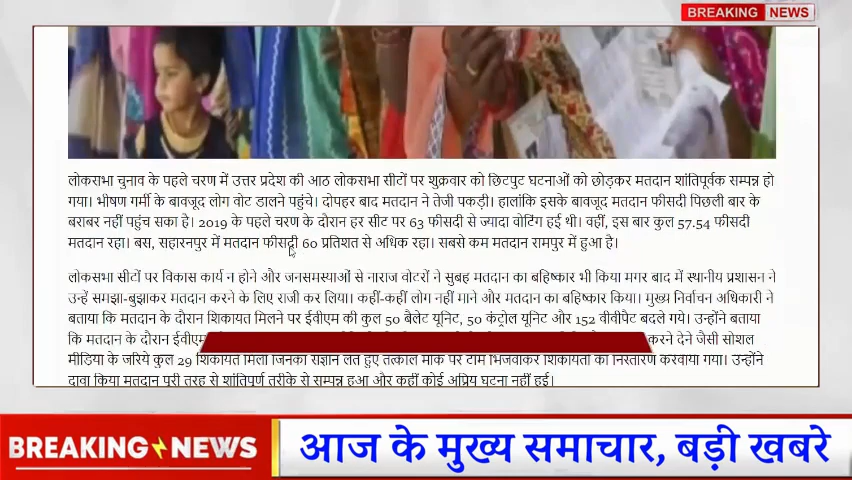 BREAKING NEWS
लोकसभा चुनाव के पहले चरण में उत्तर प्रदेश की आठ लोकसभा सीटों पर शुक्रवार को छिटपुट घटनाओं को छोड़कर मतदान शांतिपूर्वक सम्पन्न हो
गया। भीषण गर्मी के बावजूद लोग वोट डालने पहुंचे। दोपहर बाद मतदान ने तेजी पकड़ी। हालांकि इसके बावजूद मतदान फीसदी पिछली बार के
बराबर नहीं पहुंच सका है। 2019 के पहले चरण के दौरान हर सीट पर 63 फीसदी से ज्यादा वोटिंग हुई थी। वहीं, इस बार कुल 57.54 फीसदी
मतदान रहा। बस, सहारनपुर में मतदान फीसदी 60 प्रतिशत से अधिक रहा। सबसे कम मतदान रामपुर में हुआ है।
लोकसभा सीटों पर विकास कार्य न होने और जनसमस्याओं से नाराज वोटरों ने सुबह मतदान का बहिष्कार भी किया मगर बाद में स्थानीय प्रशासन ने
उन्हें समझा-बुझाकर मतदान करने के लिए राजी कर लिया। कहीं-कहीं लोग नहीं माने और मतदान का बहिष्कार किया। मुख्य निर्वाचन अधिकारी ने
बताया कि मतदान के दौरान शिकायत मिलने पर ईवीएम की कुल 50 बैलेट यूनिट, 50 कंट्रोल यूनिट और 152 वीवीपैट बदले गये। उन्होंने बताया
कि मतदान के दौरान ईवीएम करने देने जैसी सोशल
मीडिया के जरिये कुल 29 शिकायतें मिलीं जिनका संज्ञान लेते हुए तत्काल मौके पर टीम भिजवाकर शिकायतों का निस्तारण करवाया गया। उन्होंने
दावा किया मतदान पूरी तरह से शांतिपूर्ण तरीके से सम्पन्न हुआ और कहीं कोई अप्रिय घटना नहीं हुई।
BREAKING NEWS
आज के मुख्य समाचार, बड़ी खबरे